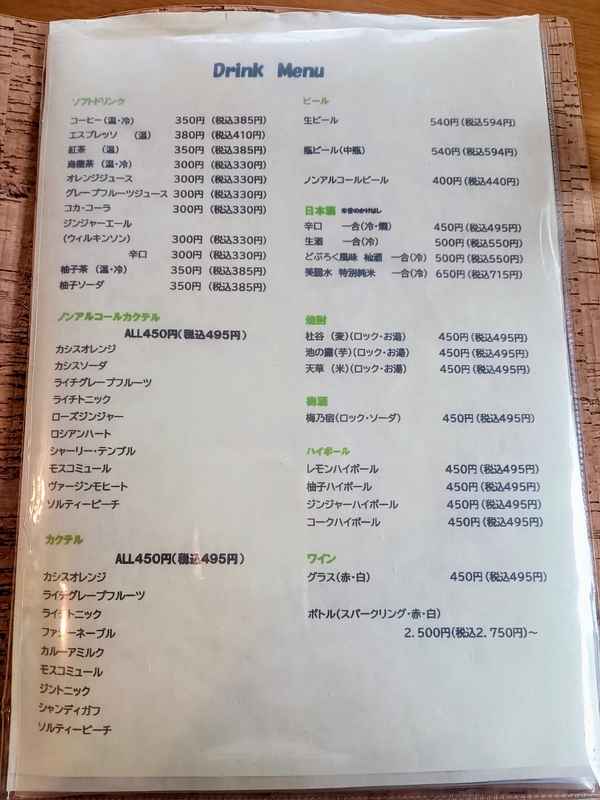 Drink Menu
ソフトドリンク
コーヒー(温・冷) 350円 (税込385円)
エスプレッソ (温) 380円 (税込410円)
紅茶 (温) 350円 (税込385円)
烏龍茶 (温・冷) 300円 (税込330円)
オレンジジュース 300円 (税込330円)
グレープフルーツジュース 300円 (税込330円)
コカ・コーラ 300円 (税込330円)
ジンジャーエール
(ウィルキンソン) 300円 (税込330円)
辛口 300円 (税込330円)
柚子茶 (温・冷) 350円 (税込385円)
柚子ソーダ 350円 (税込385円)
ノンアルコールカクテル
ALL450円(税込495円)
カシスオレンジ
カシスソーダ
ライチグレープフルーツ
ライチトニック
ローズジンジャー
ロシアンハート
シャーリー・テンプル
モスコミュール
ヴァージンモヒート
ソルティーピーチ
カクテル
ALL450円(税込495円)
カシスオレンジ
ライチグレープフルーツ
ライチトニック
ファジーネーブル
カルーアミルク
モスコミュール
ジントニック
シャンディガフ
ソルティーピーチ
ビール
生ビール 540円(税込594円)
瓶ビール(中瓶) 540円(税込594円)
ノンアルコールビール 400円(税込440円)
日本酒
辛口 一合(冷・燗) 450円(税込495円)
生酒 一合(冷) 500円(税込550円)
どぶろく風味 杣酒 一合(冷) 500円(税込550円)
美麗水 特別純米 一合(冷) 650円(税込715円)
焼酎
杜谷 (麦)(ロック・お湯) 450円(税込495円)
池の露(芋)(ロック・お湯) 450円(税込495円)
天草 (米)(ロック・お湯) 450円(税込495円)
梅酒
梅乃宿(ロック・ソーダ) 450円(税込495円)
ハイボール
レモンハイボール 450円(税込495円)
柚子ハイボール 450円(税込495円)
ジンジャーハイボール 450円(税込495円)
コークハイボール 450円(税込495円)
ワイン
グラス(赤・白) 450円(税込495円)
ボトル(スパークリング・赤・白)
2.500円(税込2.750円)~